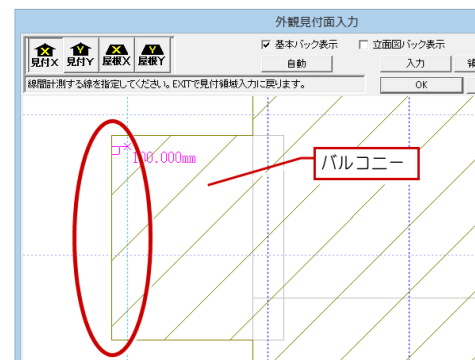 外観見付面入力
X Y X Y
見付X 見付Y 屋根X 屋根Y
基本バック表示 立面図バック表示
自動 入力
線間計測する線を指定してください。EXITで見付領域入力に戻ります。
OK
100.000mm
バルコニー